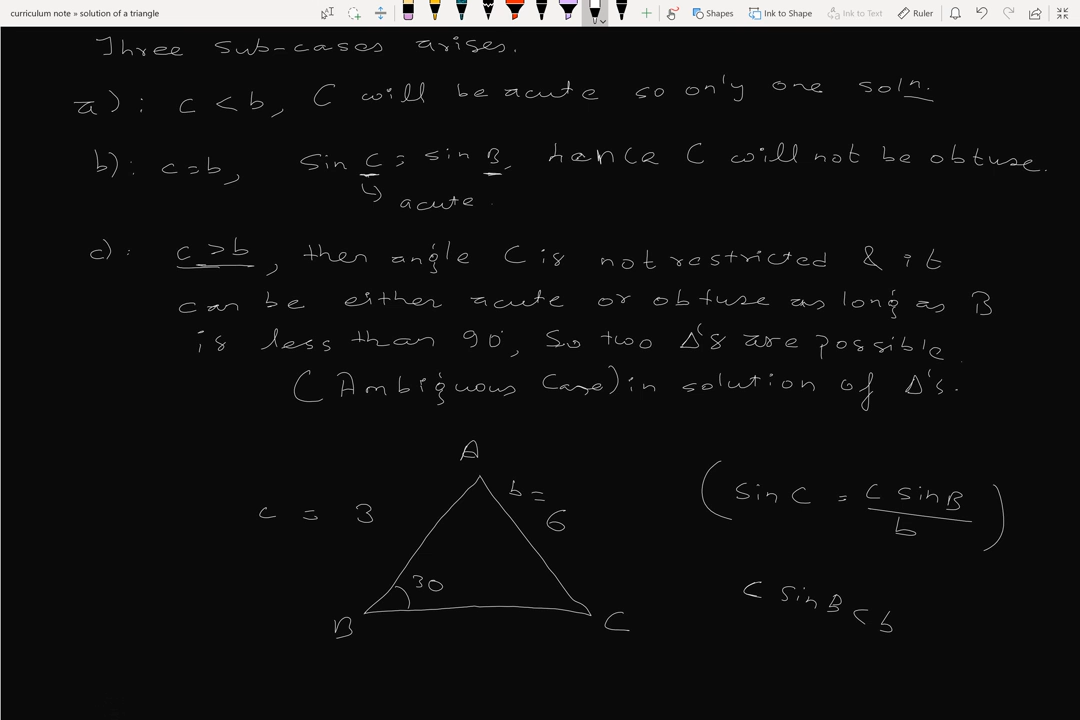 curriculum note » solution of a triangle
Shapes Ink to Shape Ink to Text Ruler
Three sub-cases arises.
a): c < b, C will be acute so only one soln.
b): c=b, sin C = sin B, hence C will not be obtuse.
↳ acute.
c): c > b, then angle C is not restricted & it
can be either acute or obtuse as long as B
is less than 90°, So two Δ's are possible.
(Ambiguous Case) in solution of Δ's.
A
c = 3
b = 6
(sin C = c sin B / b)
30
B
C
c sin B < b